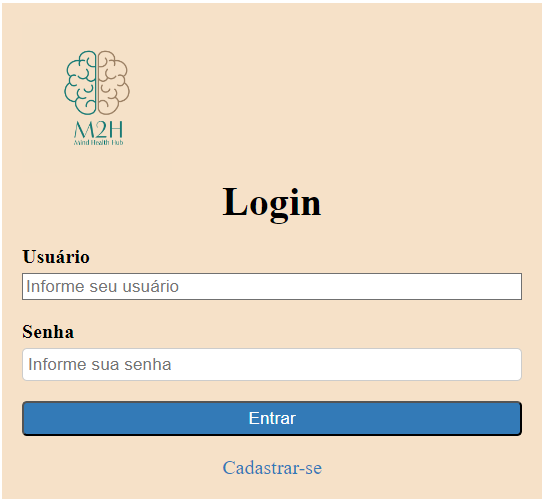 M2H
Mind Health Hub
Login
Usuário
Informe seu usuário
Senha
Informe sua senha
Entrar
Cadastrar-se